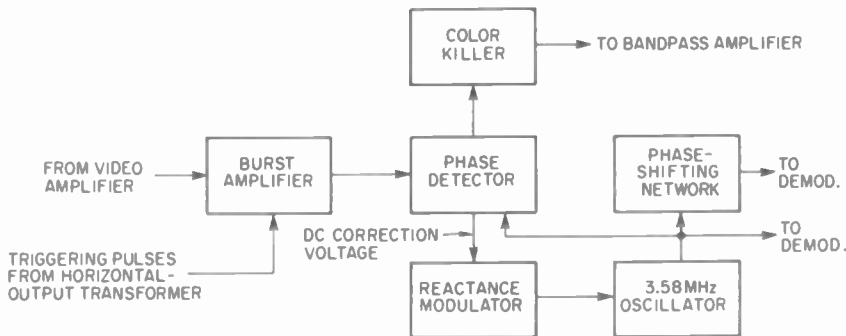 COLOR
KILLER
TO BANDPASS AMPLIFIER
FROM VIDEO
AMPLIFIER
BURST
AMPLIFIER
PHASE
DETECTOR
PHASE-
SHIFTING
NETWORK
TO
DEMOD.
DC CORRECTION
VOLTAGE
TO
DEMOD.
TRIGGERING PULSES
FROM HORIZONTAL-
OUTPUT TRANSFORMER
REACTANCE
MODULATOR
3.58MHz
OSCILLATOR